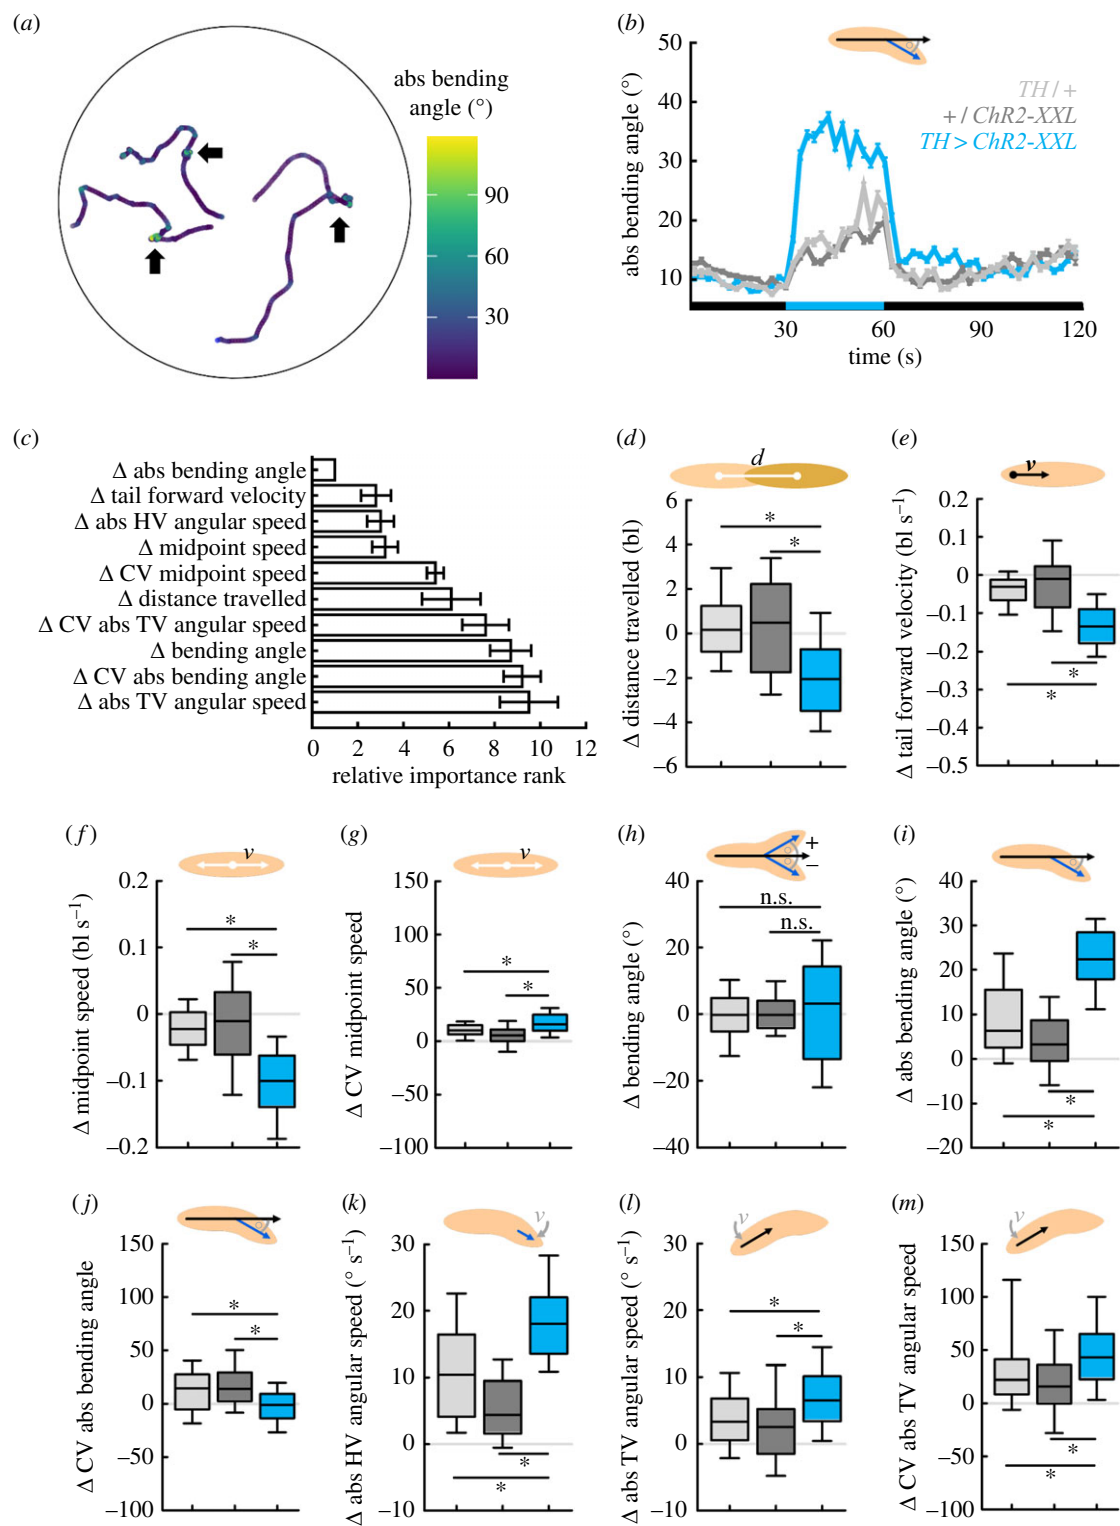 (a)
abs bending
angle (°)
90
60
30
(b)
abs bending angle (°)
50
40
30
20
10
TH / +
+ / ChR2-XXL
TH > ChR2-XXL
30
60
90
120
time (s)
(c)
Δ abs bending angle
Δ tail forward velocity
Δ abs HV angular speed
Δ midpoint speed
Δ CV midpoint speed
Δ distance travelled
Δ CV abs TV angular speed
Δ bending angle
Δ CV abs bending angle
Δ abs TV angular speed
0 2 4 6 8 10 12
relative importance rank
(d)
d
Δ distance travelled (bl)
6
4
2
0
–2
–4
–6
*
*
(e)
v
Δ tail forward velocity (bl s⁻¹)
0.2
0.1
0
–0.1
–0.2
–0.3
–0.4
–0.5
*
*
(f)
v
Δ midpoint speed (bl s⁻¹)
0.2
0.1
0
–0.1
–0.2
*
*
(g)
v
Δ CV midpoint speed
150
100
50
0
–50
–100
*
*
(h)
+
–
Δ bending angle (°)
40
20
0
–20
–40
n.s.
n.s.
(i)
Δ abs bending angle (°)
40
30
20
10
0
–10
–20
*
*
(j)
Δ CV abs bending angle
150
100
50
0
–50
–100
*
*
(k)
v
Δ abs HV angular speed (° s⁻¹)
30
20
10
0
–10
*
*
(l)
v
Δ abs TV angular speed (° s⁻¹)
30
20
10
0
–10
*
*
(m)
v
Δ CV abs TV angular speed
150
100
50
0
–50
–100
*
*